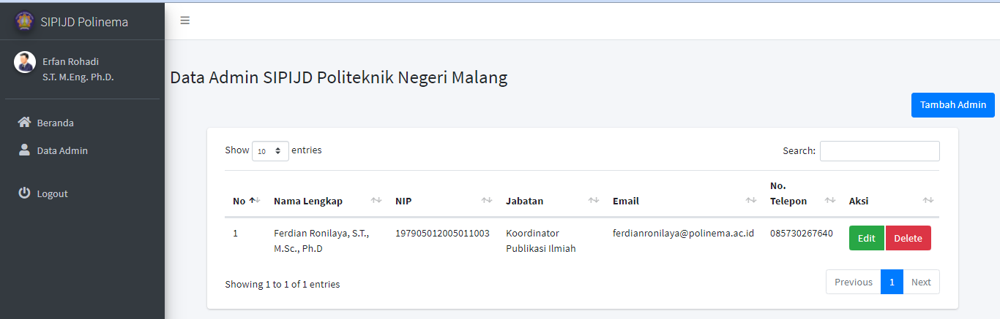 SIPIJD Polinema
Erfan Rohadi
S.T. M.Eng. Ph.D.
Beranda
Data Admin
Logout
Data Admin SIPIJD Politeknik Negeri Malang
Tambah Admin
Show 10 entries
Search:
No Nama Lengkap NIP Jabatan Email No. Telepon Aksi
1 Ferdian Ronilaya, S.T., 197905012005011003 Koordinator ferdianronilaya@polinema.ac.id 085730267640 Edit Delete
M.Sc., Ph.D Publikasi Ilmiah
Showing 1 to 1 of 1 entries
Previous 1 Next